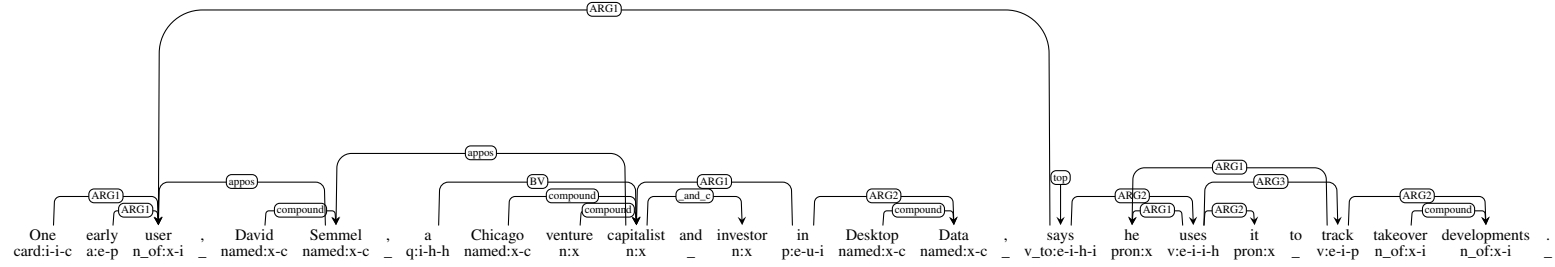 ARG1
appos
ARG1
ARG1 appos BV ARG1 top ARG3
ARG1 compound _and_c ARG2 ARG2 ARG2
ARG1 compound compound compound ARG1 ARG2 compound
One early user , David Semmel , a Chicago venture capitalist and investor in Desktop Data , says he uses it to track takeover developments .
card:i-i-c a:e-p n_of:x-i _ named:x-c named:x-c _ q:i-h-h named:x-c n:x n:x _ n:x p:e-u-i named:x-c named:x-c _ v_to:e-i-h-i pron:x v:e-i-i-h pron:x _ v:e-i-p n_of:x-i n_of:x-i _